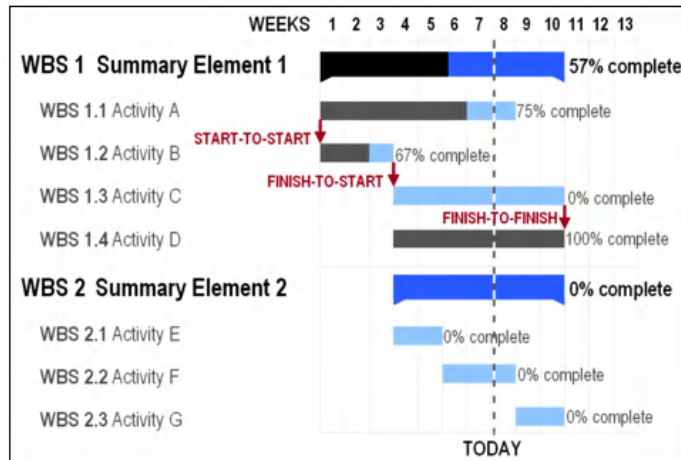 WEEKS 1 2 3 4 5 6 7 8 9 10 11 12 13
WBS 1 Summary Element 1 57% complete
WBS 1.1 Activity A 75% complete
START-TO-START
WBS 1.2 Activity B 67% complete
FINISH-TO-START
WBS 1.3 Activity C 0% complete
FINISH-TO-FINISH
WBS 1.4 Activity D 100% complete
WBS 2 Summary Element 2 0% complete
WBS 2.1 Activity E 0% complete
WBS 2.2 Activity F 0% complete
WBS 2.3 Activity G 0% complete
TODAY